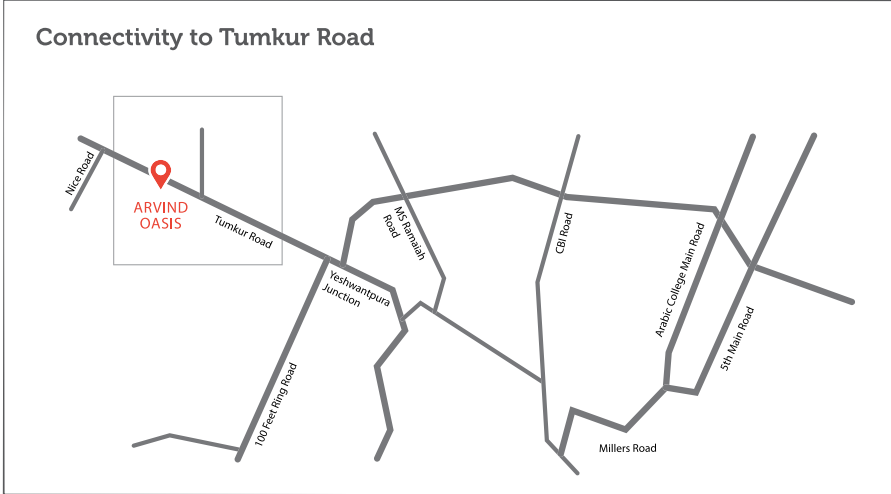 Connectivity to Tumkur Road
Nice Road
ARVIND
OASIS
Tumkur Road
MS Ramaiah
Road
CBI Road
Arabic College Main Road
Yeshwantpura
Junction
5th Main Road
100 Feet Ring Road
Millers Road